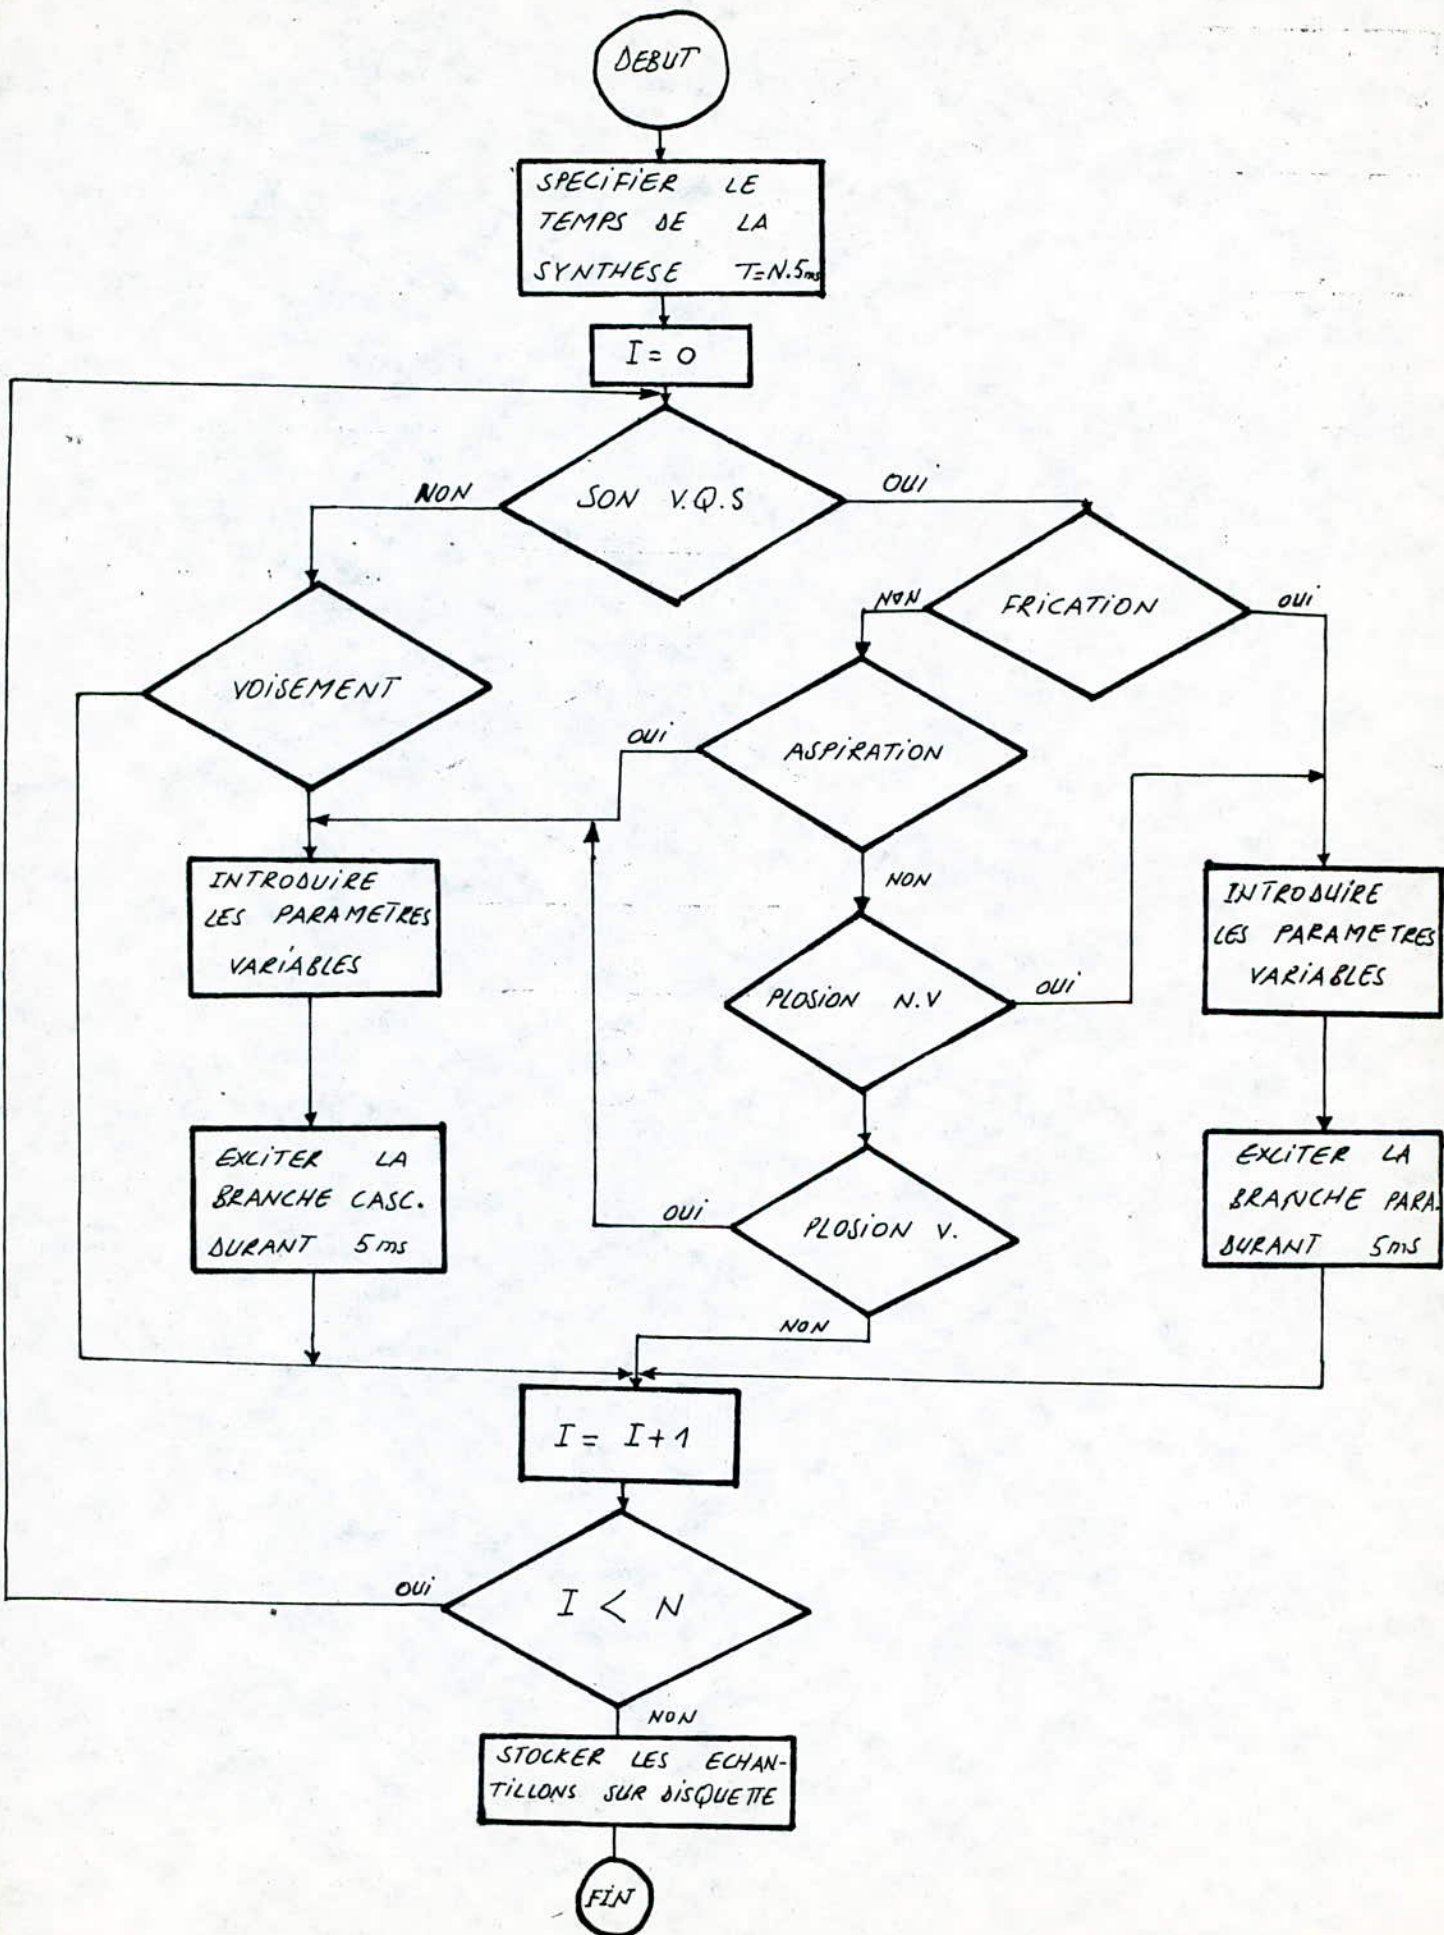 DEBUT
SPECIFIER LE
TEMPS DE LA
SYNTHESE T=N.5ms
I = 0
SON V.Q.S
NON
OUI
VOISEMENT
FRICATION
NON
OUI
ASPIRATION
OUI
NON
INTRODUIRE
LES PARAMETRES
VARIABLES
PLOSION N.V
OUI
INTRODUIRE
LES PARAMETRES
VARIABLES
EXCITER LA
BRANCHE CASC.
DURANT 5ms
PLOSION V.
OUI
NON
EXCITER LA
BRANCHE PARA.
DURANT 5ms
I = I+1
I < N
OUI
NON
STOCKER LES ECHAN-
TILLONS SUR DISQUETTE
FIN